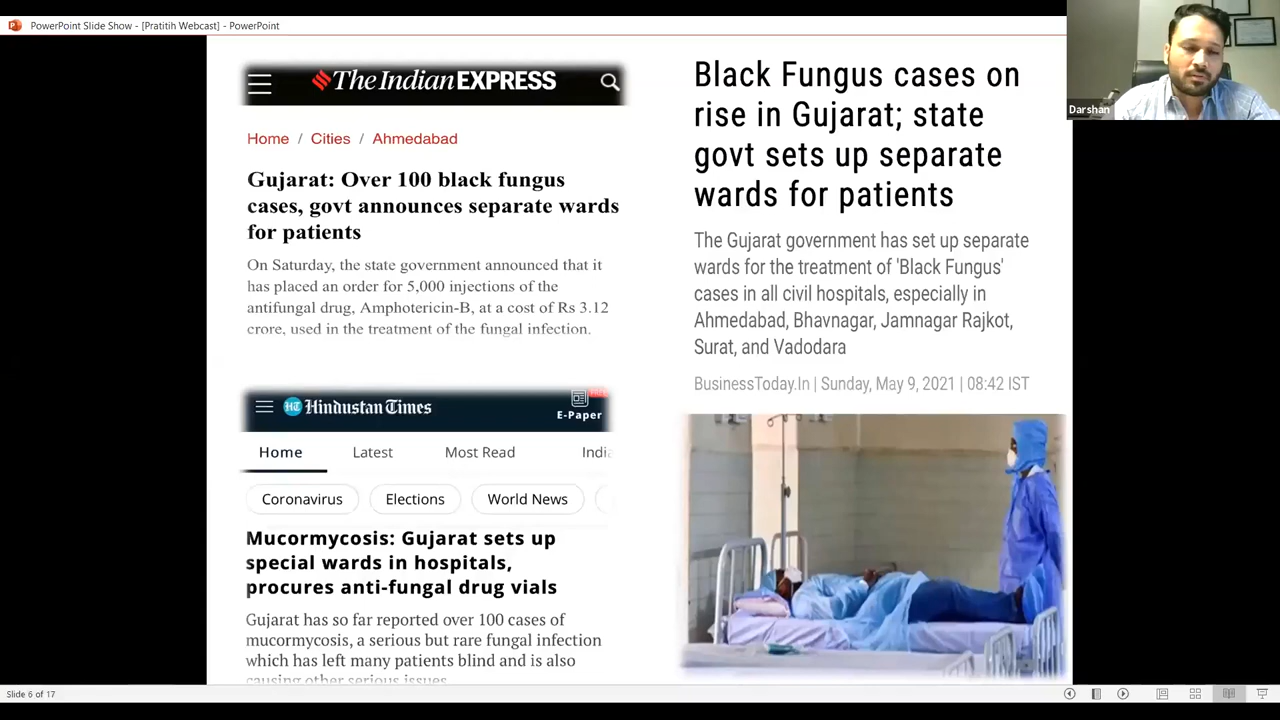 PowerPoint Slide Show - [Pratitih Webcast] - PowerPoint
The Indian EXPRESS
Home / Cities / Ahmedabad
Gujarat: Over 100 black fungus
cases, govt announces separate wards
for patients
On Saturday, the state government announced that it
has placed an order for 5,000 injections of the
antifungal drug, Amphotericin-B, at a cost of Rs 3.12
crore, used in the treatment of the fungal infection.
HT Hindustan Times
E-Paper
Home Latest Most Read India
Coronavirus Elections World News
Mucormycosis: Gujarat sets up
special wards in hospitals,
procures anti-fungal drug vials
Gujarat has so far reported over 100 cases of
mucormycosis, a serious but rare fungal infection
which has left many patients blind and is also
causing other serious issues
Black Fungus cases on
rise in Gujarat; state
govt sets up separate
wards for patients
The Gujarat government has set up separate
wards for the treatment of 'Black Fungus'
cases in all civil hospitals, especially in
Ahmedabad, Bhavnagar, Jamnagar Rajkot,
Surat, and Vadodara
BusinessToday.In | Sunday, May 9, 2021 | 08:42 IST
Darshan
Slide 6 of 17